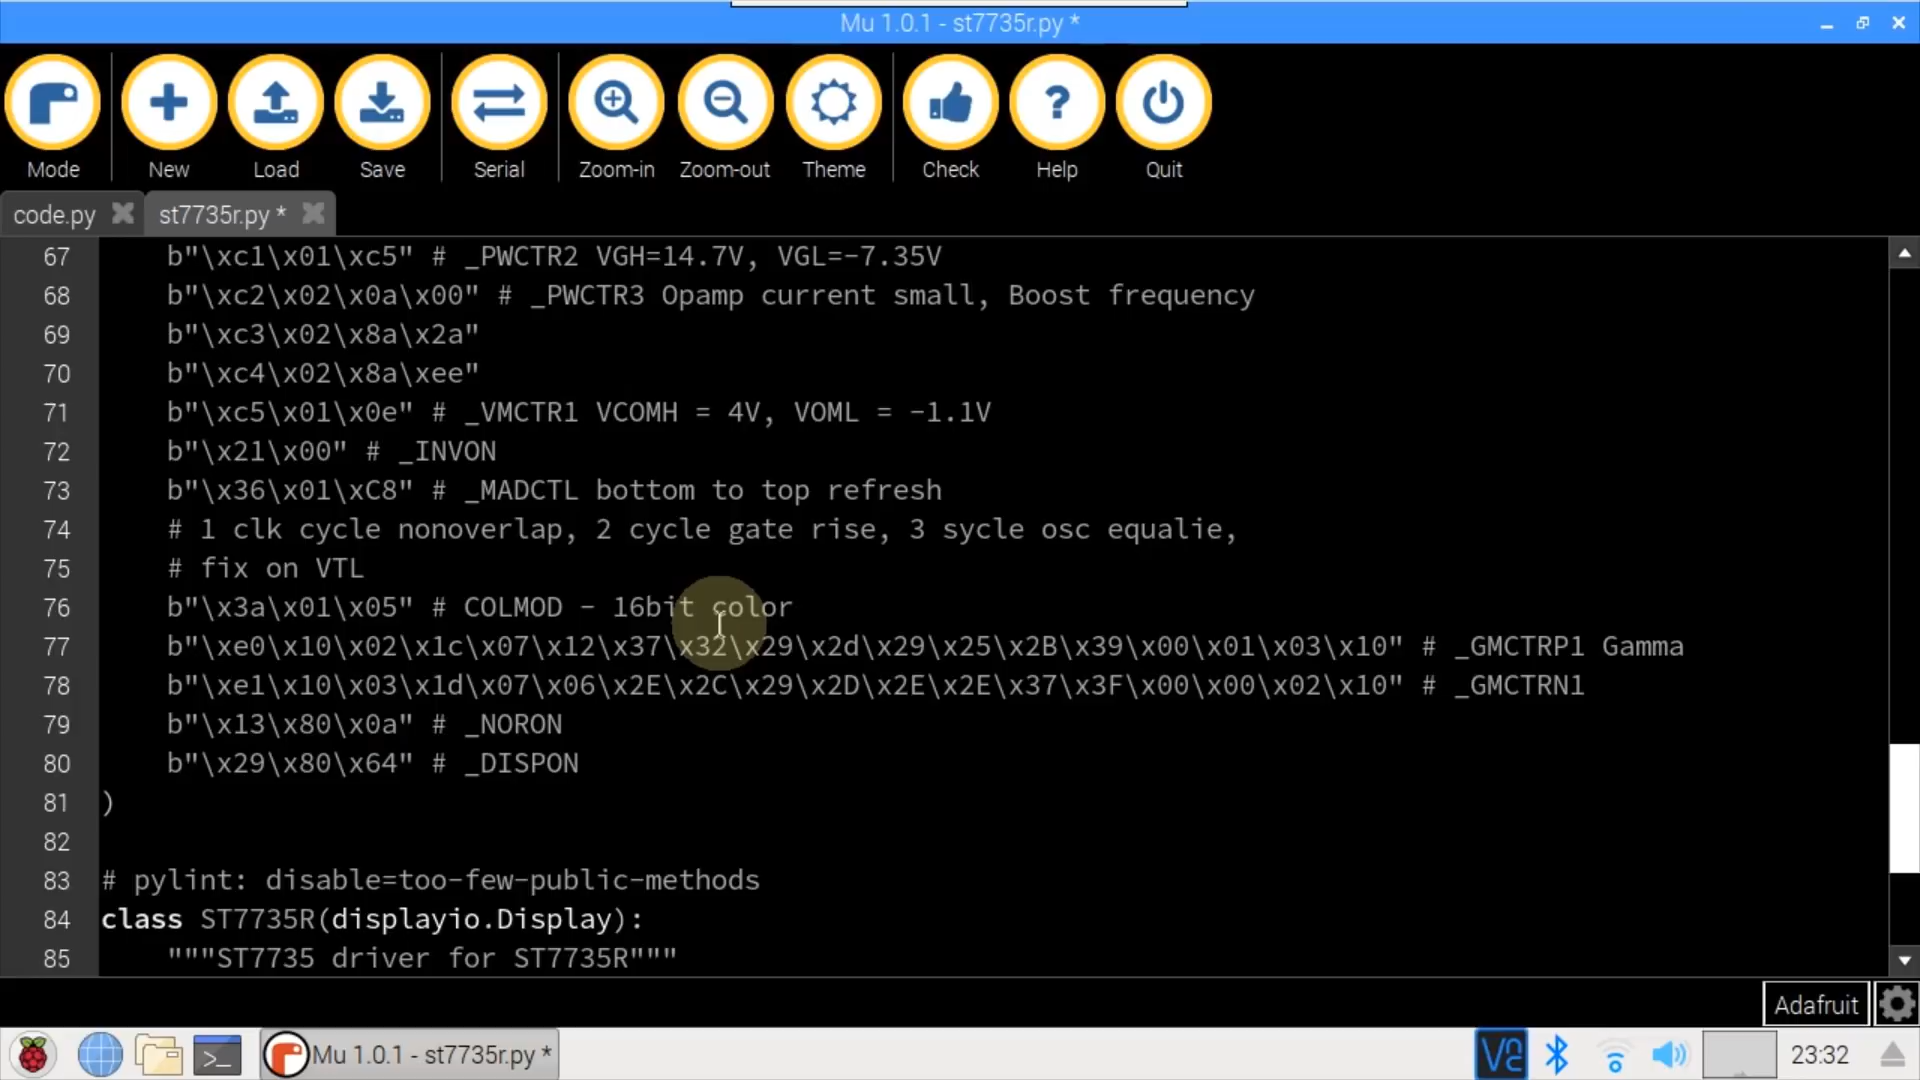 Mu 1.0.1 - st7735r.py *
Mode New Load Save Serial Zoom-in Zoom-out Theme Check Help Quit
code.py st7735r.py *
67 b"\xc1\x01\xc5" # _PWCTR2 VGH=14.7V, VGL=-7.35V
68 b"\xc2\x02\x0a\x00" # _PWCTR3 Opamp current small, Boost frequency
69 b"\xc3\x02\x8a\x2a"
70 b"\xc4\x02\x8a\xee"
71 b"\xc5\x01\x0e" # _VMCTR1 VCOMH = 4V, VOML = -1.1V
72 b"\x21\x00" # _INVON
73 b"\x36\x01\xC8" # _MADCTL bottom to top refresh
74 # 1 clk cycle nonoverlap, 2 cycle gate rise, 3 sycle osc equalie,
75 # fix on VTL
76 b"\x3a\x01\x05" # COLMOD - 16bit color
77 b"\xe0\x10\x02\x1c\x07\x12\x37\x32\x29\x2d\x29\x25\x2B\x39\x00\x01\x03\x10" # _GMCTRP1 Gamma
78 b"\xe1\x10\x03\x1d\x07\x06\x2E\x2C\x29\x2D\x2E\x2E\x37\x3F\x00\x00\x02\x10" # _GMCTRN1
79 b"\x13\x80\x0a" # _NORON
80 b"\x29\x80\x64" # _DISPON
81 )
82
83 # pylint: disable=too-few-public-methods
84 class ST7735R(displayio.Display):
85 """ST7735 driver for ST7735R"""
Adafruit
Mu 1.0.1 - st7735r.py *
23:32